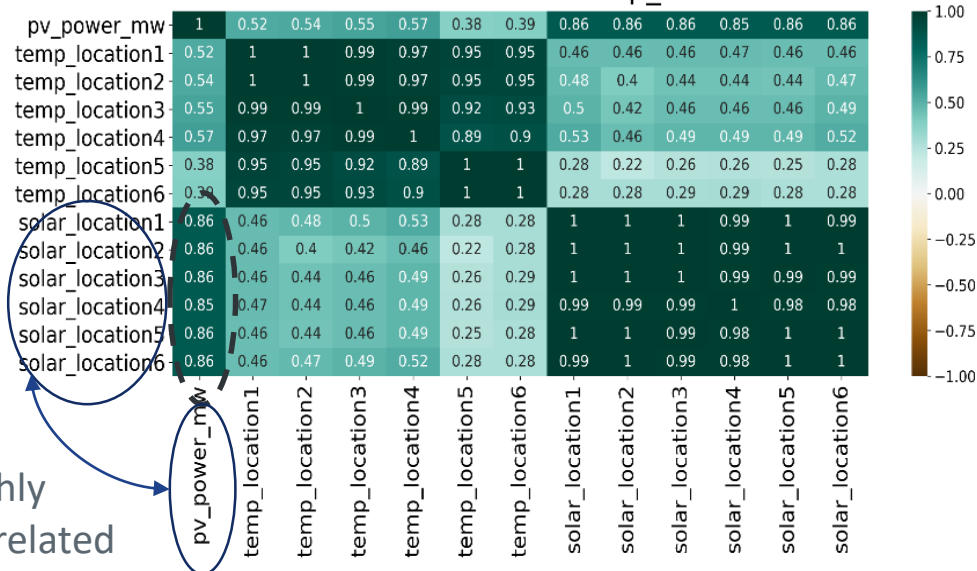 pv_power_mw 1 0.52 0.54 0.55 0.57 0.38 0.39 0.86 0.86 0.86 0.85 0.86 0.86
temp_location1 0.52 1 1 0.99 0.97 0.95 0.95 0.46 0.46 0.46 0.47 0.46 0.46
temp_location2 0.54 1 1 0.99 0.97 0.95 0.95 0.48 0.4 0.44 0.44 0.44 0.47
temp_location3 0.55 0.99 0.99 1 0.99 0.92 0.93 0.5 0.42 0.46 0.46 0.46 0.49
temp_location4 0.57 0.97 0.97 0.99 1 0.89 0.9 0.53 0.46 0.49 0.49 0.49 0.52
temp_location5 0.38 0.95 0.95 0.92 0.89 1 1 0.28 0.22 0.26 0.26 0.25 0.28
temp_location6 0.39 0.95 0.95 0.93 0.9 1 1 0.28 0.28 0.29 0.29 0.28 0.28
solar_location1 0.86 0.46 0.48 0.5 0.53 0.28 0.28 1 1 1 0.99 1 0.99
solar_location2 0.86 0.46 0.4 0.42 0.46 0.22 0.28 1 1 1 0.99 1 1
solar_location3 0.86 0.46 0.44 0.46 0.49 0.26 0.29 1 1 1 0.99 0.99 0.99
solar_location4 0.85 0.47 0.44 0.46 0.49 0.26 0.29 0.99 0.99 0.99 1 0.98 0.98
solar_location5 0.86 0.46 0.44 0.46 0.49 0.25 0.28 1 1 0.99 0.98 1 1
solar_location6 0.86 0.46 0.47 0.49 0.52 0.28 0.28 0.99 1 0.99 0.98 1 1
pv_power_mw
temp_location1
temp_location2
temp_location3
temp_location4
temp_location5
temp_location6
solar_location1
solar_location2
solar_location3
solar_location4
solar_location5
solar_location6
1.00
0.75
0.50
0.25
0.00
−0.25
−0.50
−0.75
−1.00
hly
related